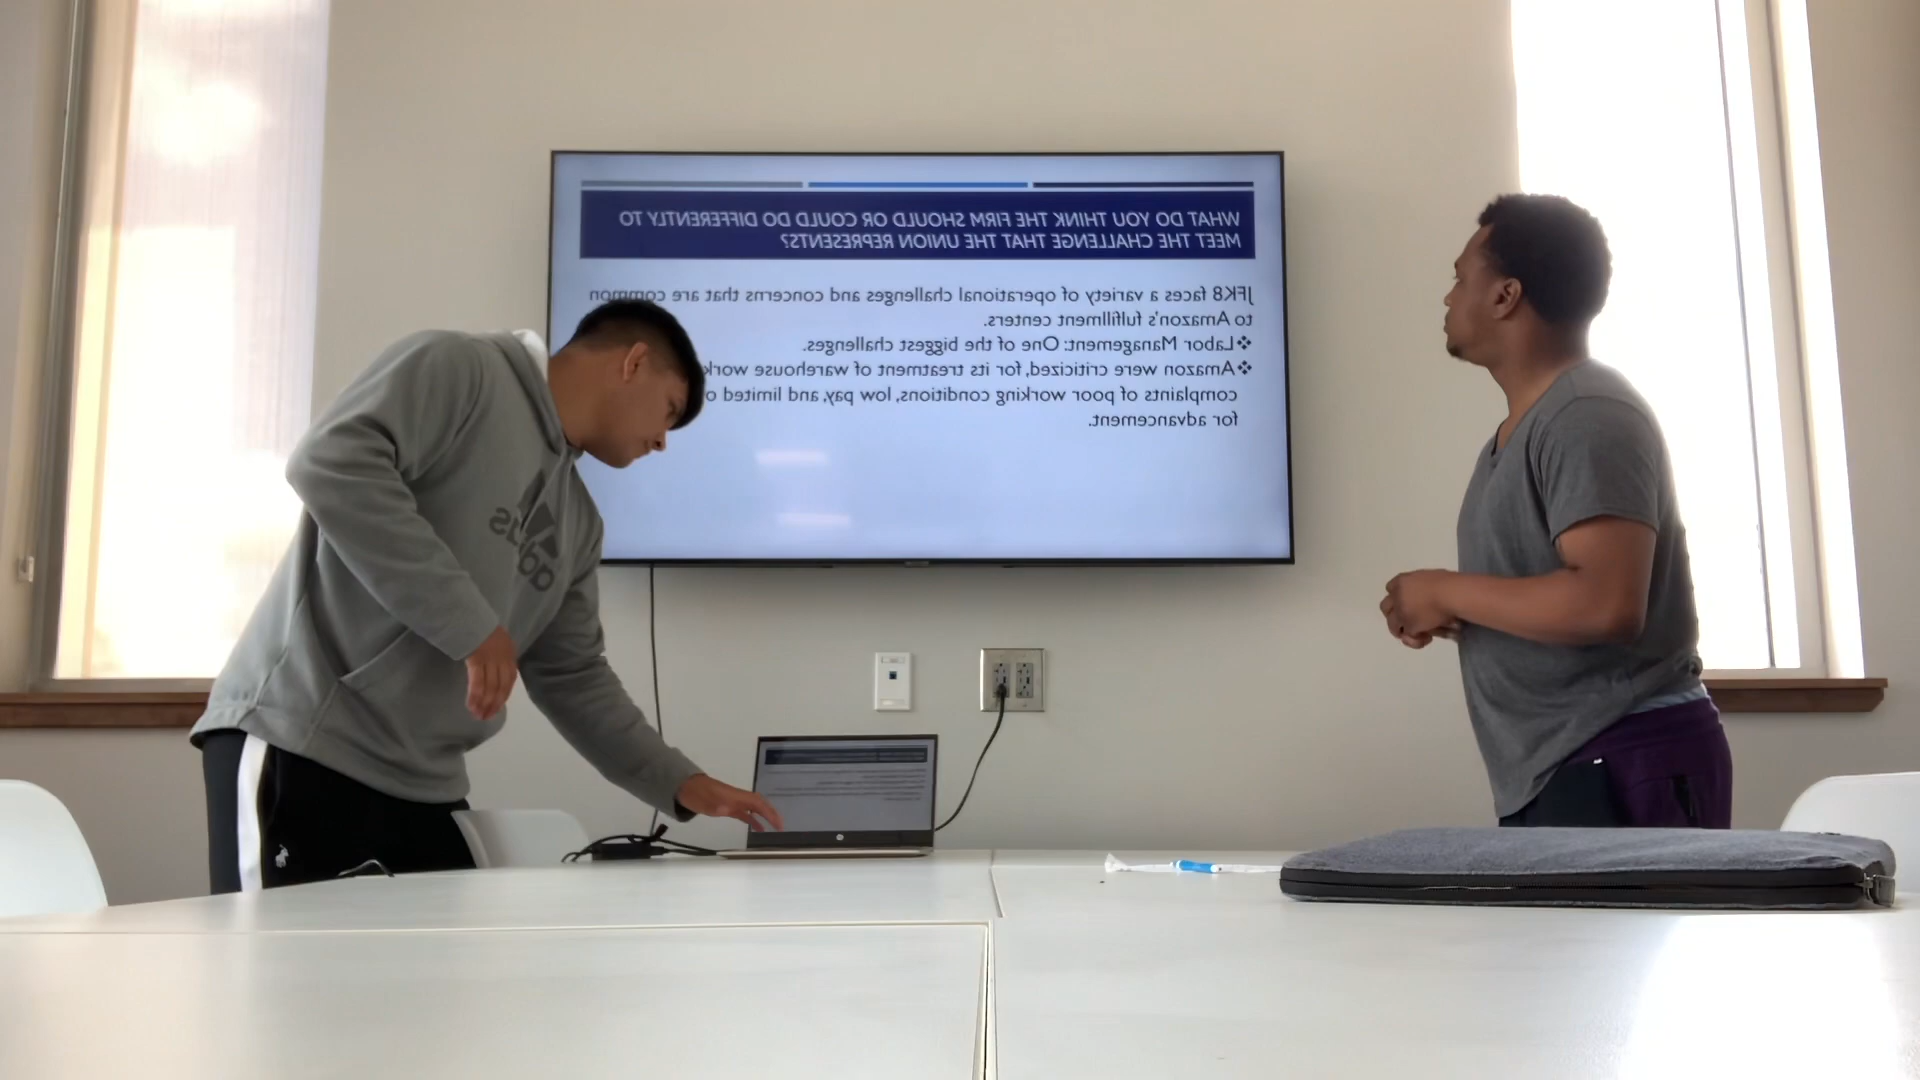 WHAT DO YOU THINK THE FIRM SHOULD OR COULD DO DIFFERENTLY TO
MEET THE CHALLENGE THAT THE UNION REPRESENTS?
JFK8 faces a variety of operational challenges and concerns that are common
to Amazon's fulfillment centers.
❖Labor Management: One of the biggest challenges.
❖Amazon were criticized, for its treatment of warehouse
complaints of poor working conditions, low pay, and limited
for advancement.
adidas
hp